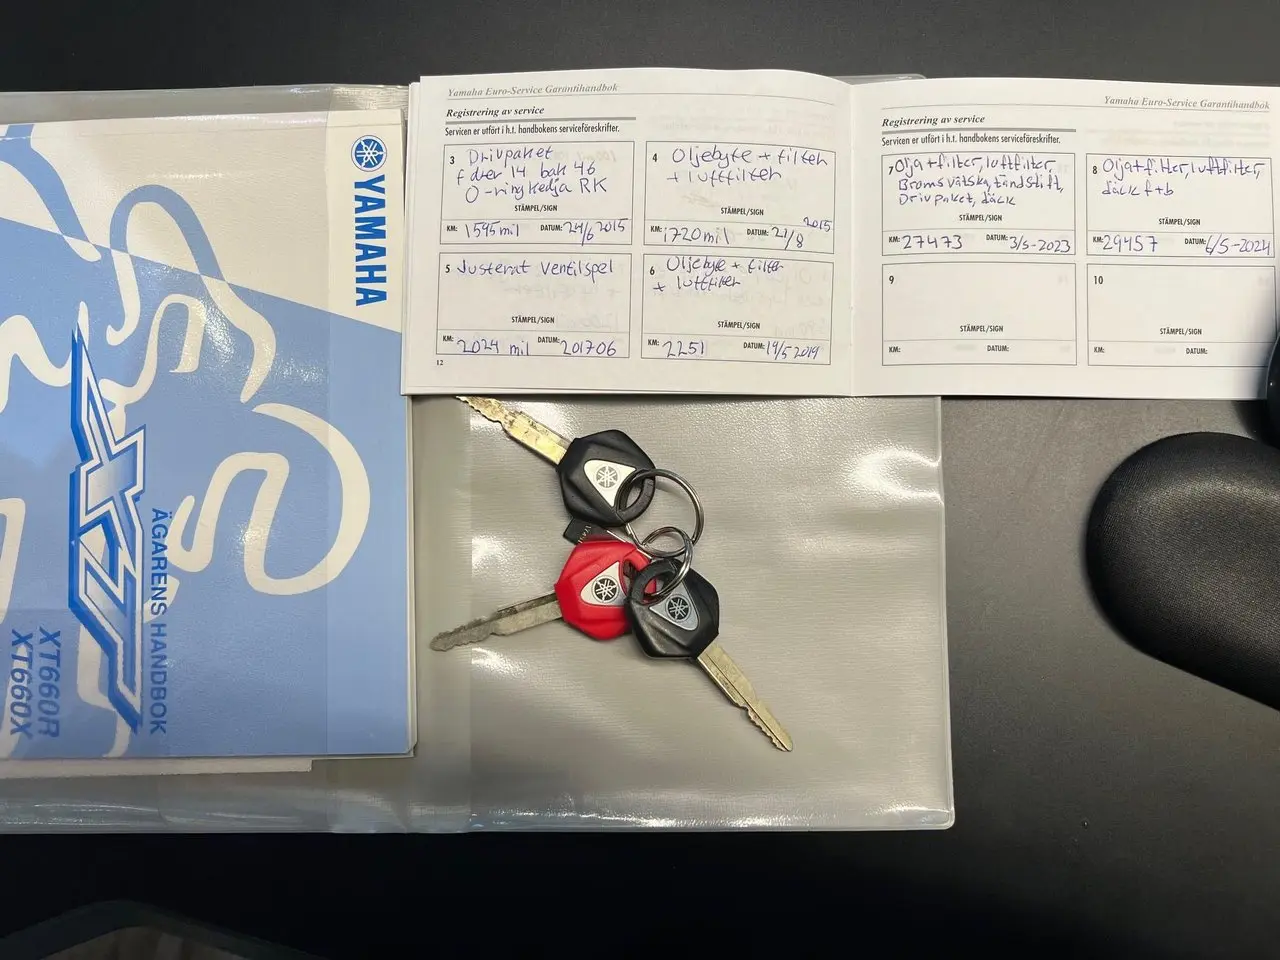 YAMAHA
XT
ÄGARENS HANDBOK
XT660R
XT660X
Yamaha Euro-Service Garantihandbok
Registrering av service
Servicen er utfört i h.t. handbokens serviceföreskrifter.
3 Drivpaket
fdrev 14 bak 46
O-ringkedja RK
STÄMPEL/SIGN
KM: 1595 mil DATUM: 24/6 2015
4 Oljebyte + filter
+ luftfilter
STÄMPEL/SIGN
KM: 1720 mil DATUM: 21/8 2015
5 Justerat ventilspel
STÄMPEL/SIGN
KM: 2024 mil DATUM: 201706
6 Oljebyte + filter
+ luftfilter
STÄMPEL/SIGN
KM: 2251 DATUM: 19/5 2019
12
Yamaha Euro-Service Garantihandbok
Registrering av service
Servicen er utfört i h.t. handbokens serviceföreskrifter.
7 Olja+filter, luftfilter,
Bromsvätska, tändstift,
Drivpaket, däck
STÄMPEL/SIGN
KM: 27473 DATUM: 3/5-2023
8 Olja+filter, luftfilter,
däck f+b
STÄMPEL/SIGN
KM: 29457 DATUM: 6/5-2024
9
STÄMPEL/SIGN
KM: DATUM:
10
STÄMPEL/SIGN
KM: DATUM: